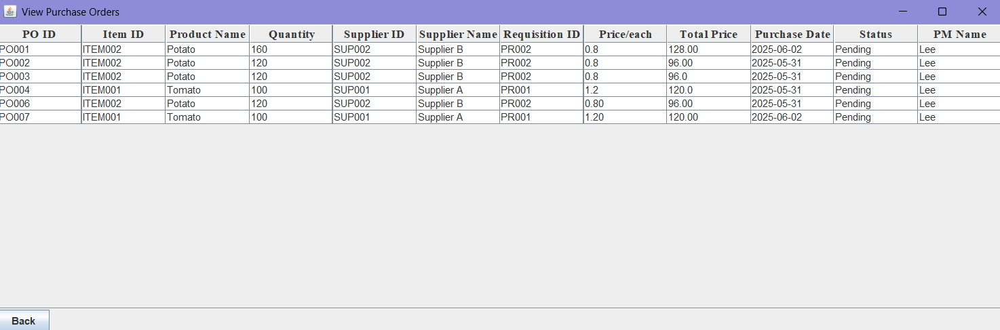 View Purchase Orders
PO ID Item ID Product Name Quantity Supplier ID Supplier Name Requisition ID Price/each Total Price Purchase Date Status PM Name
PO001 ITEM002 Potato 160 SUP002 Supplier B PR002 0.8 128.00 2025-06-02 Pending Lee
PO002 ITEM002 Potato 120 SUP002 Supplier B PR002 0.8 96.00 2025-05-31 Pending Lee
PO003 ITEM002 Potato 120 SUP002 Supplier B PR002 0.8 96.0 2025-05-31 Pending Lee
PO004 ITEM001 Tomato 100 SUP001 Supplier A PR001 1.2 120.0 2025-05-31 Pending Lee
PO006 ITEM002 Potato 120 SUP002 Supplier B PR002 0.80 96.00 2025-05-31 Pending Lee
PO007 ITEM001 Tomato 100 SUP001 Supplier A PR001 1.20 120.00 2025-06-02 Pending Lee
Back